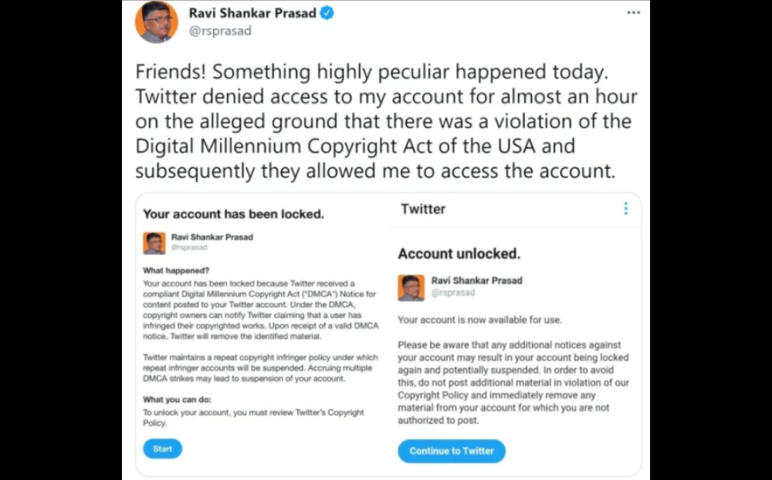 Ravi Shankar Prasad
@rsprasad
Friends! Something highly peculiar happened today.
Twitter denied access to my account for almost an hour
on the alleged ground that there was a violation of the
Digital Millennium Copyright Act of the USA and
subsequently they allowed me to access the account.
Your account has been locked.
Ravi Shankar Prasad
@rsprasad
What happened?
Your account has been locked because Twitter received a
compliant Digital Millennium Copyright Act ("DMCA") Notice for
content posted to your Twitter account. Under the DMCA,
copyright owners can notify Twitter claiming that a user has
infringed their copyrighted works. Upon receipt of a valid DMCA
notice, Twitter will remove the identified material.
Twitter maintains a repeat copyright infringer policy under which
repeat infringer accounts will be suspended. Accruing multiple
DMCA strikes may lead to suspension of your account.
What you can do:
To unlock your account, you must review Twitter's Copyright
Policy.
Start
Twitter
Account unlocked.
Ravi Shankar Prasad
@rsprasad
Your account is now available for use.
Please be aware that any additional notices against
your account may result in your account being locked
again and potentially suspended. In order to avoid
this, do not post additional material in violation of our
Copyright Policy and immediately remove any
material from your account for which you are not
authorized to post.
Continue to Twitter